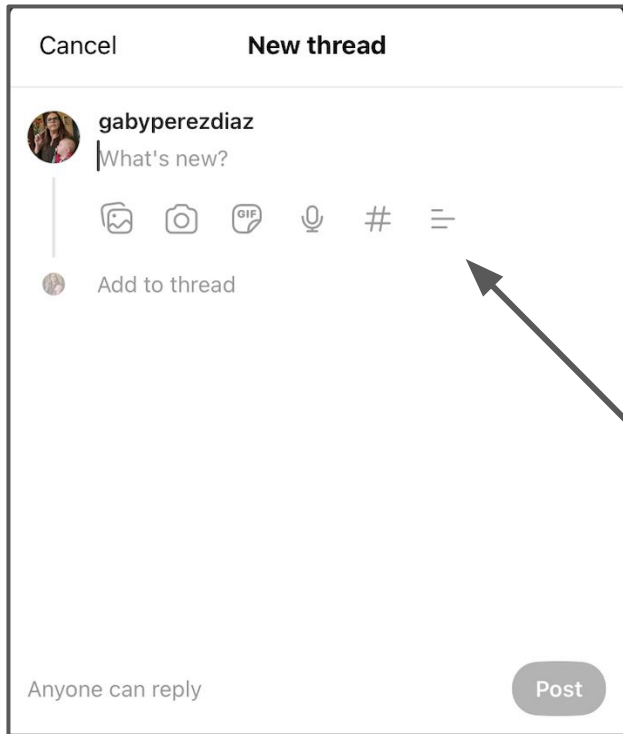 Cancel
New thread
gabyperezdiaz
What's new?
GIF
#
Add to thread
Anyone can reply
Post